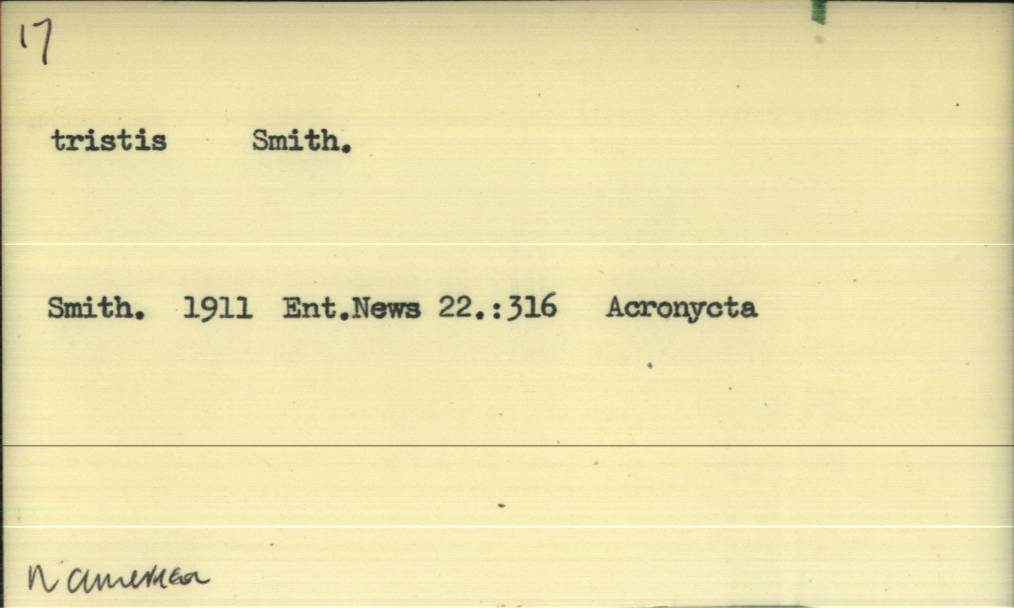 17
tristis Smith.
Smith. 1911 Ent.News 22.:316 Acronycta
N America